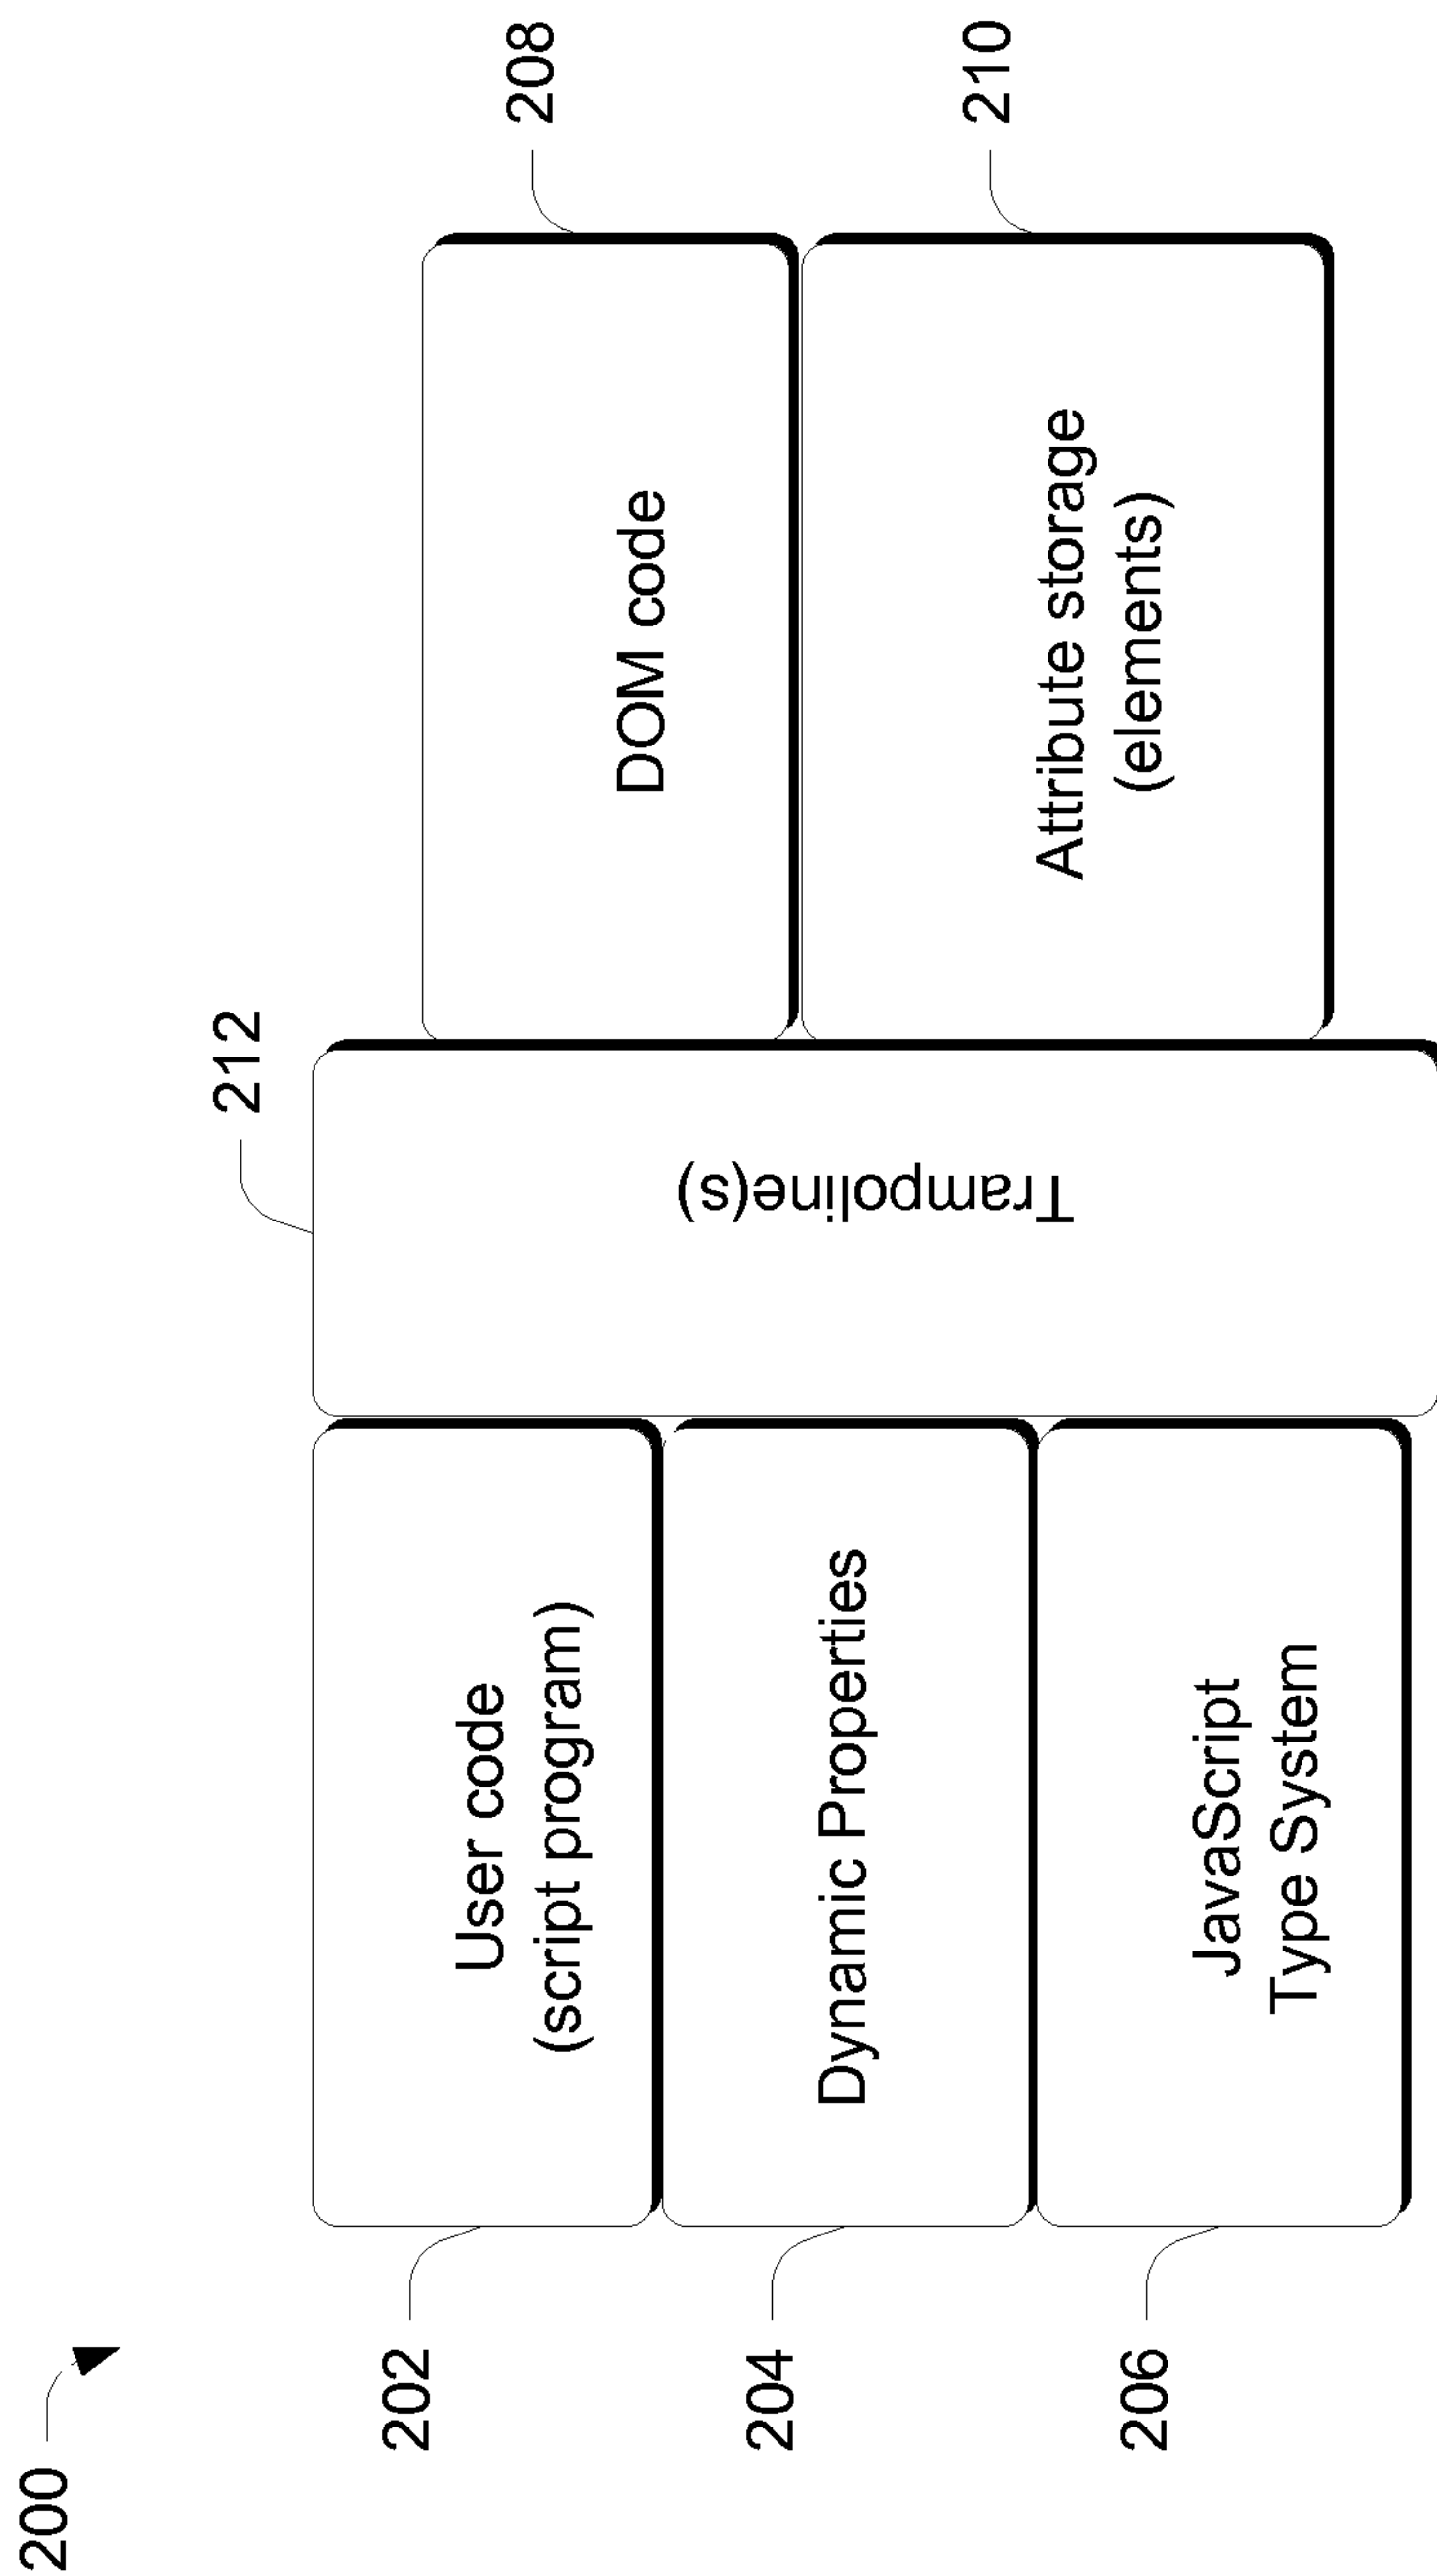 200
212
202
User code
(script program)
204
Dynamic Properties
206
JavaScript
Type System
Trampoline(s)
208
DOM code
210
Attribute storage
(elements)